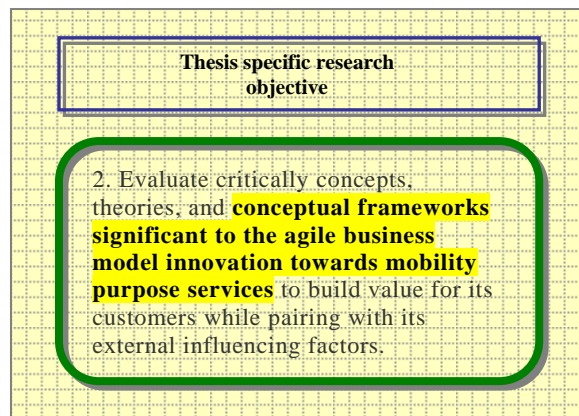 Thesis specific research
objective
2. Evaluate critically concepts,
theories, and conceptual frameworks
significant to the agile business
model innovation towards mobility
purpose services to build value for its
customers while pairing with its
external influencing factors.